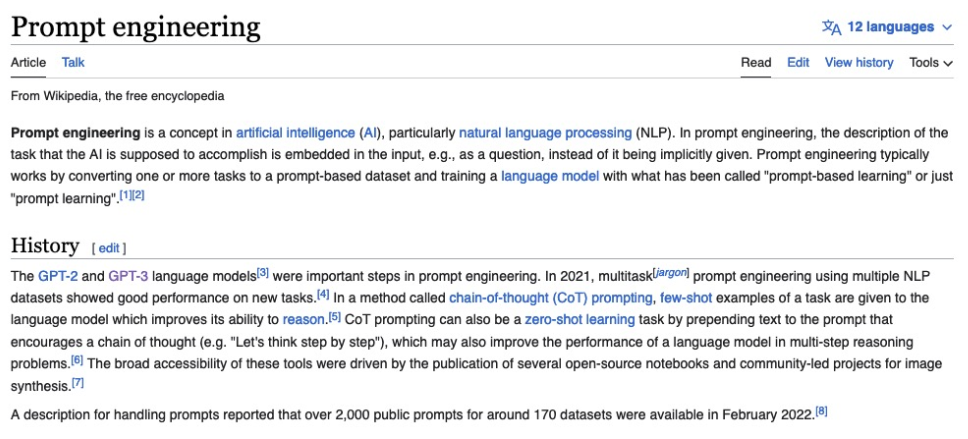 Prompt engineering
12 languages
Article Talk Read Edit View history Tools
From Wikipedia, the free encyclopedia
Prompt engineering is a concept in artificial intelligence (AI), particularly natural language processing (NLP). In prompt engineering, the description of the
task that the AI is supposed to accomplish is embedded in the input, e.g., as a question, instead of it being implicitly given. Prompt engineering typically
works by converting one or more tasks to a prompt-based dataset and training a language model with what has been called "prompt-based learning" or just
"prompt learning".[1][2]
History [ edit ]
The GPT-2 and GPT-3 language models[3] were important steps in prompt engineering. In 2021, multitask[jargon] prompt engineering using multiple NLP
datasets showed good performance on new tasks.[4] In a method called chain-of-thought (CoT) prompting, few-shot examples of a task are given to the
language model which improves its ability to reason.[5] CoT prompting can also be a zero-shot learning task by prepending text to the prompt that
encourages a chain of thought (e.g. "Let's think step by step"), which may also improve the performance of a language model in multi-step reasoning
problems.[6] The broad accessibility of these tools were driven by the publication of several open-source notebooks and community-led projects for image
synthesis.[7]
A description for handling prompts reported that over 2,000 public prompts for around 170 datasets were available in February 2022.[8]